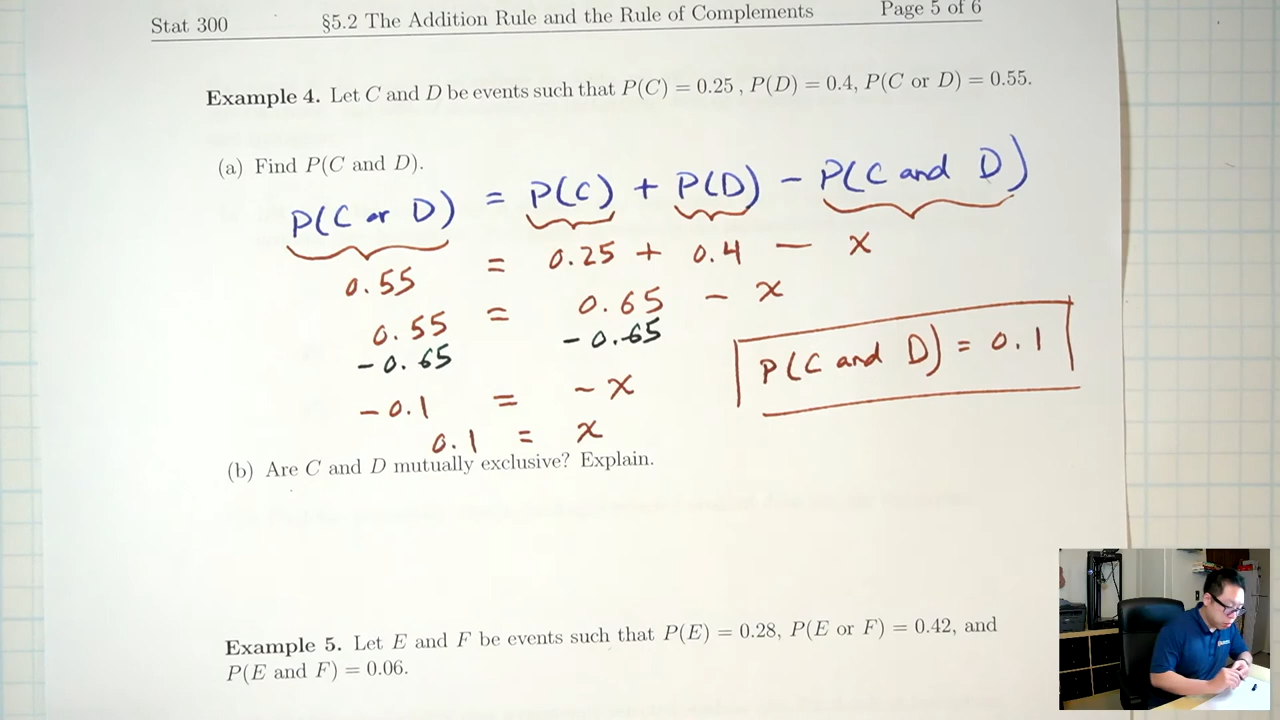 Stat 300 §5.2 The Addition Rule and the Rule of Complements Page 5 of 6
Example 4. Let C and D be events such that P(C) = 0.25 , P(D) = 0.4, P(C or D) = 0.55.
(a) Find P(C and D).
P(C or D) = P(C) + P(D) - P(C and D)
0.55 = 0.25 + 0.4 - x
0.55 = 0.65 - x
-0.65 -0.65
-0.1 = -x
0.1 = x
P(C and D) = 0.1
(b) Are C and D mutually exclusive? Explain.
Example 5. Let E and F be events such that P(E) = 0.28, P(E or F) = 0.42, and
P(E and F) = 0.06.